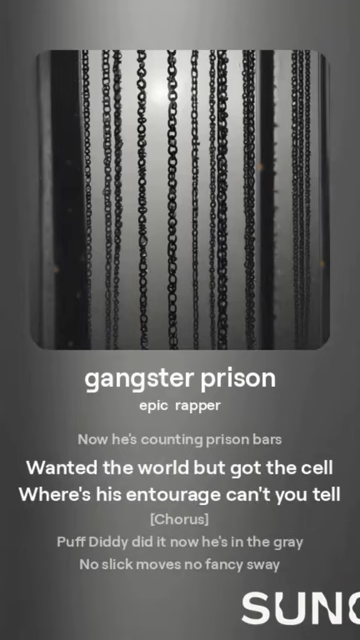 gangster prison
epic rapper
Now he's counting prison bars
Wanted the world but got the cell
Where's his entourage can't you tell
[Chorus]
Puff Diddy did it now he's in the gray
No slick moves no fancy sway
SUNO